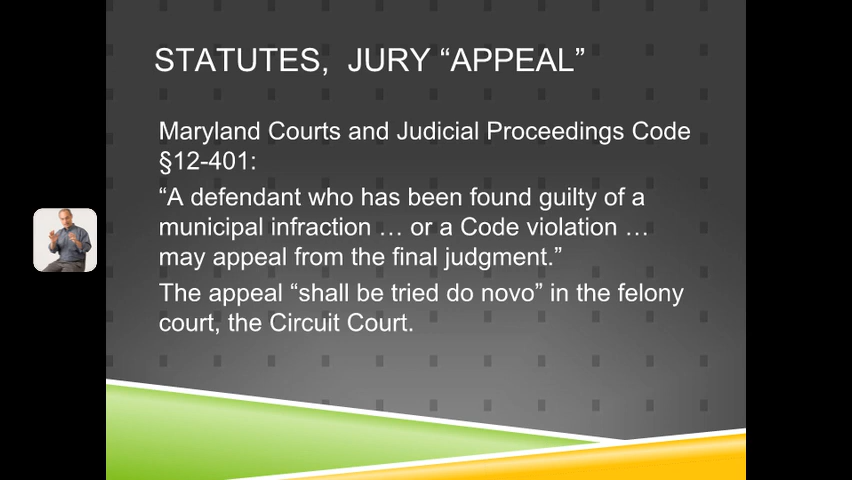 STATUTES,  JURY “APPEAL”
Maryland Courts and Judicial Proceedings Code
§12-401:
“A defendant who has been found guilty of a
municipal infraction … or a Code violation …
may appeal from the final judgment.”
The appeal “shall be tried do novo” in the felony
court, the Circuit Court.